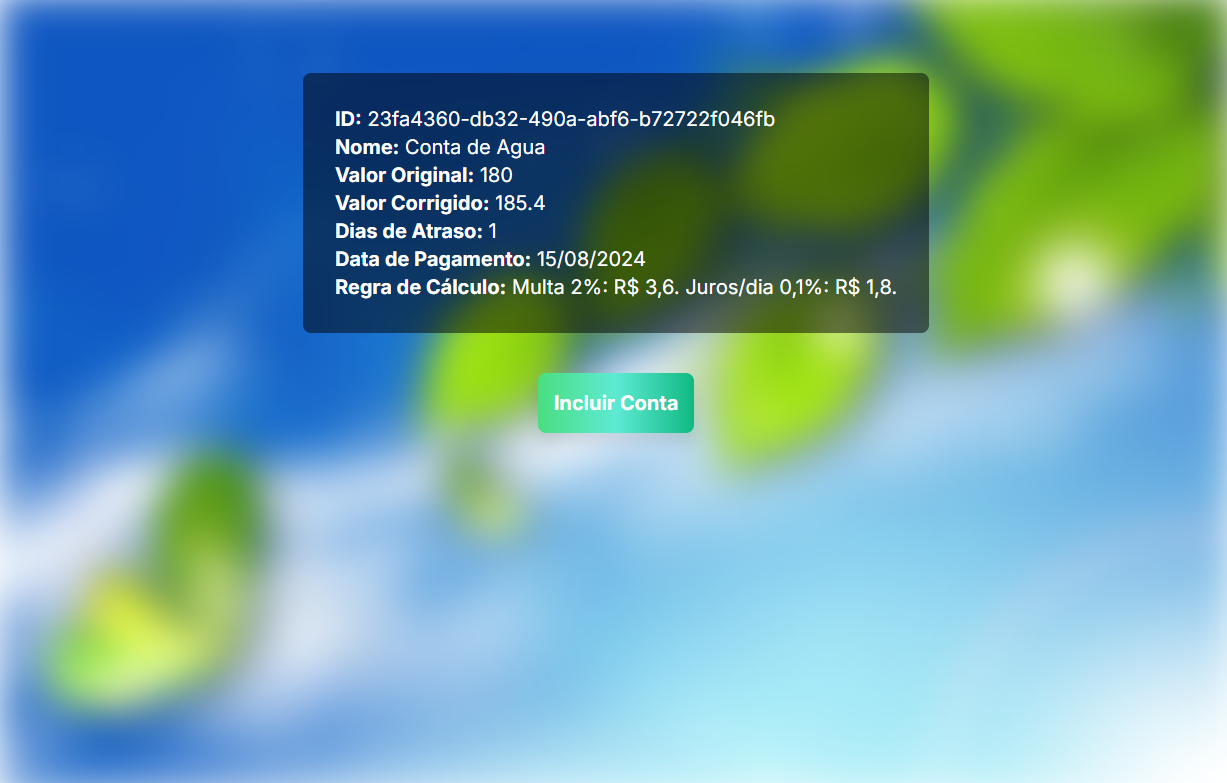 ID: 23fa4360-db32-490a-abf6-b72722f046fb
Nome: Conta de Agua
Valor Original: 180
Valor Corrigido: 185.4
Dias de Atraso: 1
Data de Pagamento: 15/08/2024
Regra de Cálculo: Multa 2%: R$ 3,6. Juros/dia 0,1%: R$ 1,8.
Incluir Conta